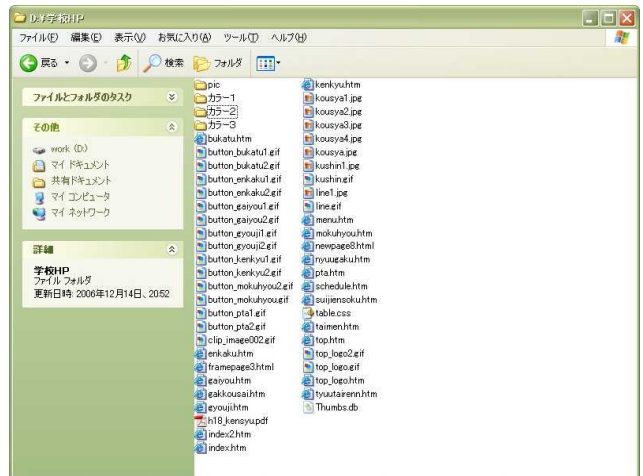 D:¥学校HP
ファイル(F) 編集(E) 表示(V) お気に入り(A) ツール(T) ヘルプ(H)
戻る 検索 フォルダ
ファイルとフォルダのタスク
その他
work (D:)
マイ ドキュメント
共有ドキュメント
マイ コンピュータ
マイ ネットワーク
詳細
学校HP
ファイル フォルダ
更新日時: 2006年12月14日、20:52
pic
カラー1
カラー2
カラー3
bukatu.htm
button_bukatu1.gif
button_bukatu2.gif
button_enkaku1.gif
button_enkaku2.gif
button_gaiyou1.gif
button_gaiyou2.gif
button_gyouji1.gif
button_gyouji2.gif
button_kenkyu1.gif
button_kenkyu2.gif
button_mokuhyou2.gif
button_mokuhyou.gif
button_pta1.gif
button_pta2.gif
clip_image002.gif
enkaku.htm
framepage3.html
gaiyou.htm
gakkousai.htm
gyouji.htm
h18_kensyu.pdf
index2.htm
index.htm
kenkyu.htm
kousya1.jpg
kousya2.jpg
kousya3.jpg
kousya4.jpg
kousya.jpg
kushin1.jpg
kushin.gif
line1.jpg
line.gif
menu.htm
mokuhyou.htm
newpage8.html
nyuugaku.htm
pta.htm
schedule.htm
suijiensoku.htm
table.css
taimen.htm
top.htm
top_logo2.gif
top_logo.gif
top_logo.htm
tyuutairenn.htm
Thumbs.db